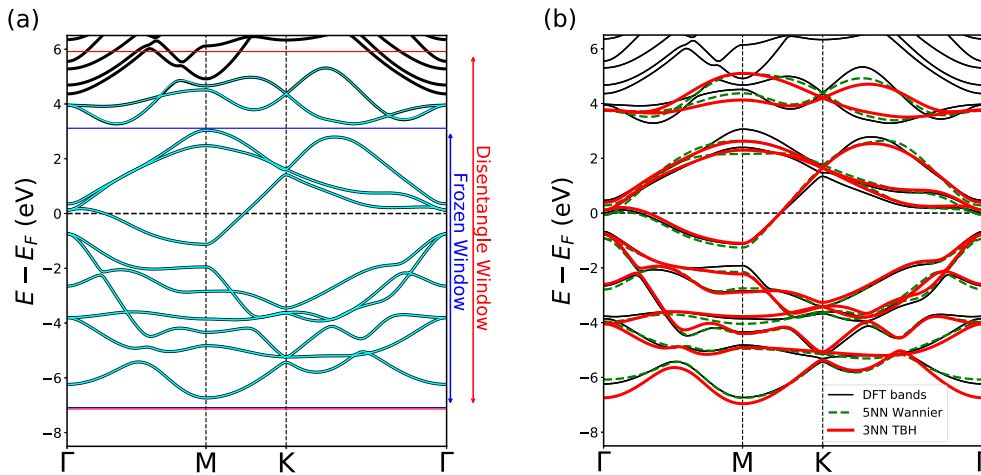 (a)
(b)
E − E_F (eV)
6
4
2
0
−2
−4
−6
−8
Γ
M
K
Γ
Frozen Window
Disentangle Window
E − E_F (eV)
6
4
2
0
−2
−4
−6
−8
Γ
M
K
Γ
DFT bands
5NN Wannier
3NN TBH